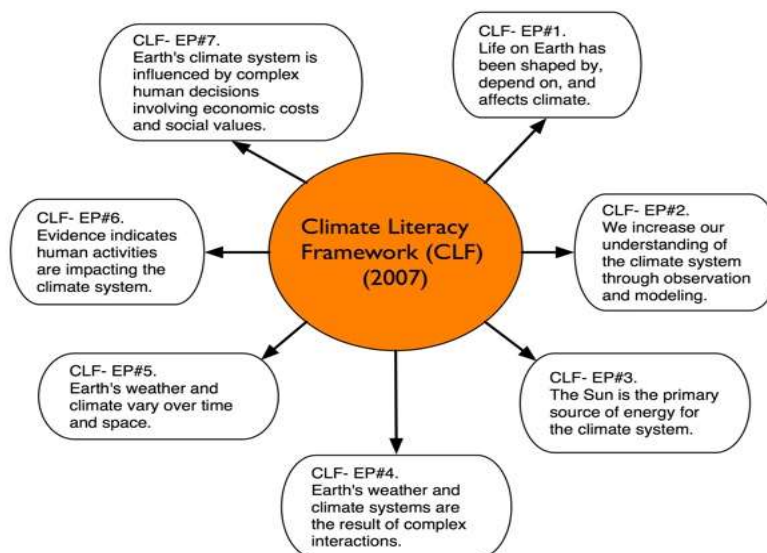 CLF- EP#7.
Earth's climate system is
influenced by complex
human decisions
involving economic costs
and social values.
CLF- EP#1.
Life on Earth has
been shaped by,
depend on, and
affects climate.
CLF- EP#6.
Evidence indicates
human activities
are impacting the
climate system.
Climate Literacy
Framework (CLF)
(2007)
CLF- EP#2.
We increase our
understanding of
the climate system
through observation
and modeling.
CLF- EP#5.
Earth's weather and
climate vary over time
and space.
CLF- EP#3.
The Sun is the primary
source of energy for
the climate system.
CLF- EP#4.
Earth's weather and
climate systems are
the result of complex
interactions.